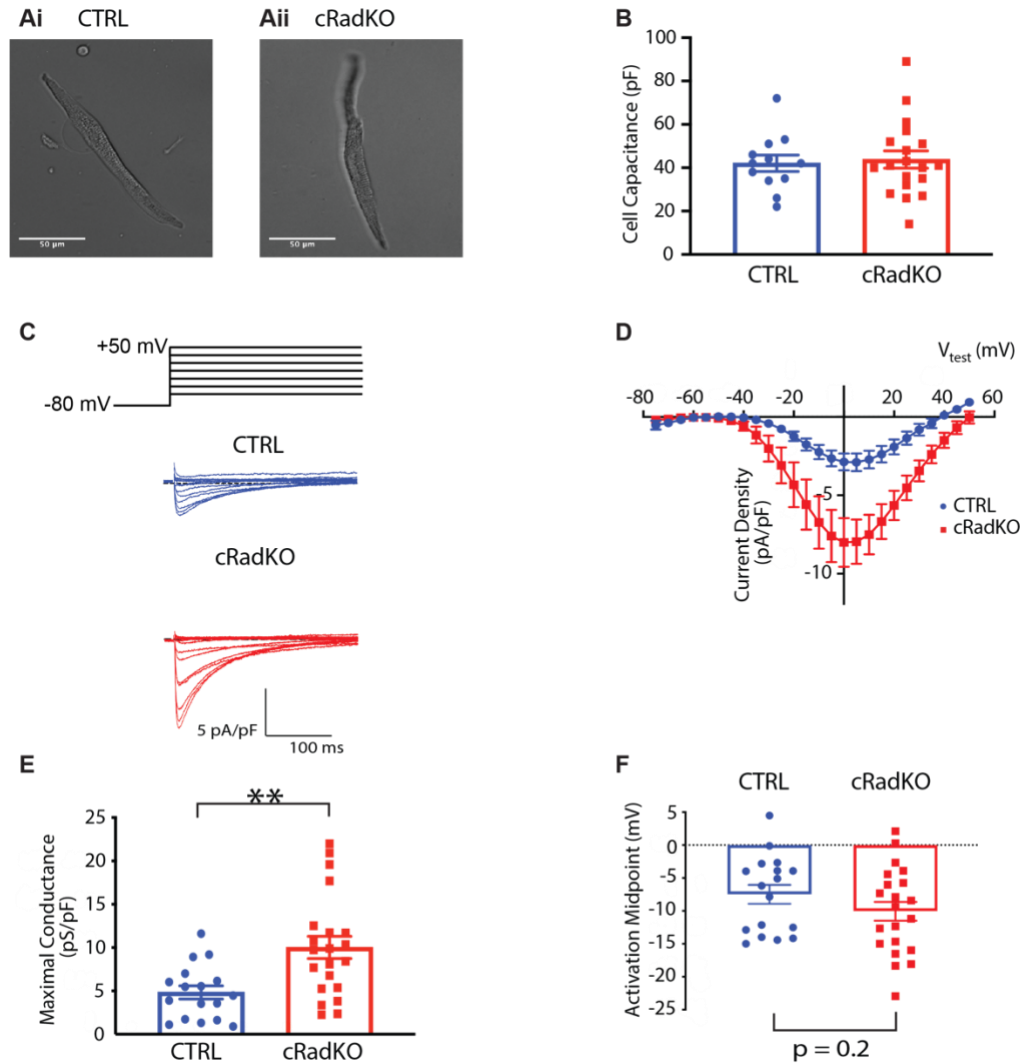 Ai CTRL
Aii cRadKO
50 μm
50 μm
B
Cell Capacitance (pF)
100
80
60
40
20
0
CTRL
cRadKO
C
+50 mV
-80 mV
CTRL
cRadKO
5 pA/pF
100 ms
D
Vtest (mV)
-80 -60 -40 -20 20 40 60
-5
-10
Current Density
(pA/pF)
CTRL
cRadKO
E
**
Maximal Conductance
(pS/pF)
25
20
15
10
5
0
CTRL
cRadKO
F
CTRL
cRadKO
Activation Midpoint (mV)
5
0
-5
-10
-15
-20
-25
p = 0.2